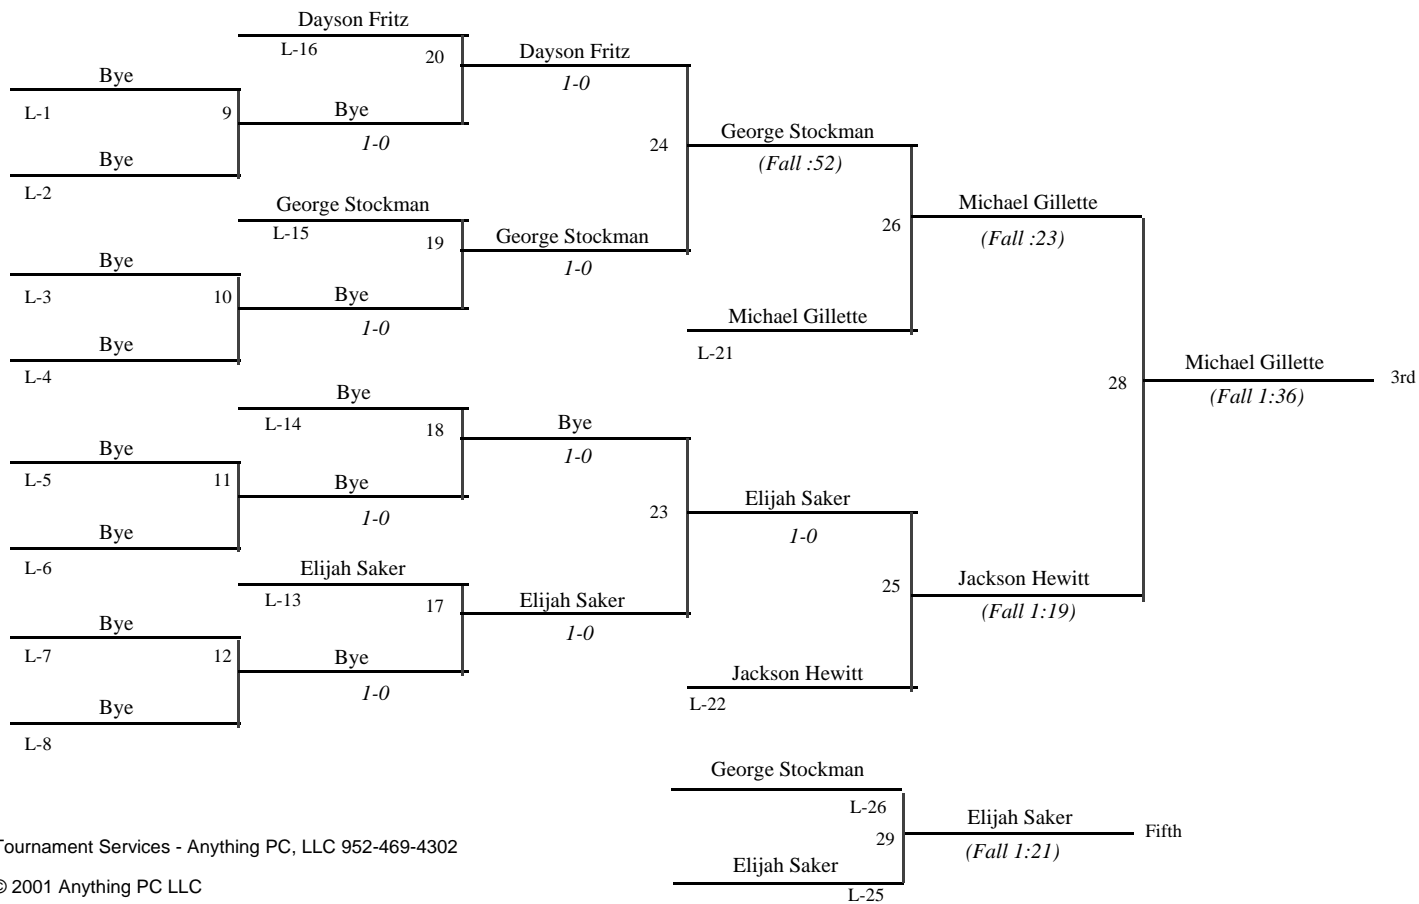 Dayson Fritz
L-16
20
Dayson Fritz
1-0
Bye
L-1
9
Bye
1-0
Bye
L-2
24
George Stockman
(Fall :52)
George Stockman
L-15
19
George Stockman
1-0
26
Michael Gillette
(Fall :23)
Bye
L-3
10
Bye
1-0
Bye
L-4
Michael Gillette
L-21
28
Michael Gillette
(Fall 1:36)
3rd
Bye
L-14
18
Bye
1-0
Bye
L-5
11
Bye
1-0
Bye
L-6
23
Elijah Saker
1-0
Elijah Saker
L-13
17
Elijah Saker
1-0
25
Jackson Hewitt
(Fall 1:19)
Bye
L-7
12
Bye
1-0
Bye
L-8
Jackson Hewitt
L-22
George Stockman
L-26
29
Elijah Saker
(Fall 1:21)
Fifth
Elijah Saker
L-25
Tournament Services - Anything PC, LLC 952-469-4302
© 2001 Anything PC LLC